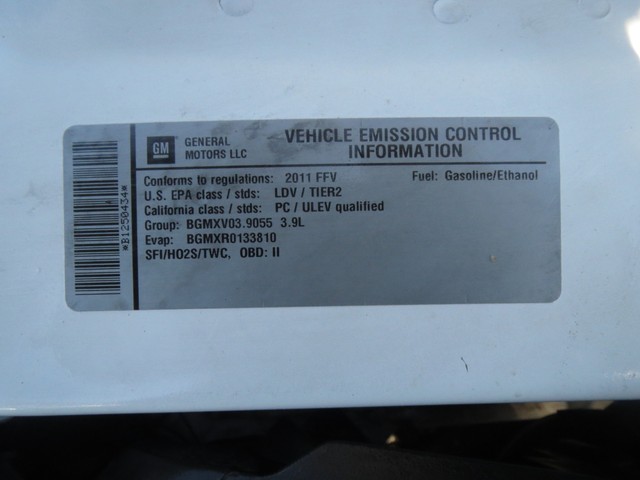 *B1250434*
GM
GENERAL
MOTORS LLC
VEHICLE EMISSION CONTROL
INFORMATION
Conforms to regulations: 2011 FFV Fuel: Gasoline/Ethanol
U.S. EPA class / stds: LDV / TIER2
California class / stds: PC / ULEV qualified
Group: BGMXV03.9055 3.9L
Evap: BGMXR0133810
SFI/HO2S/TWC, OBD: II